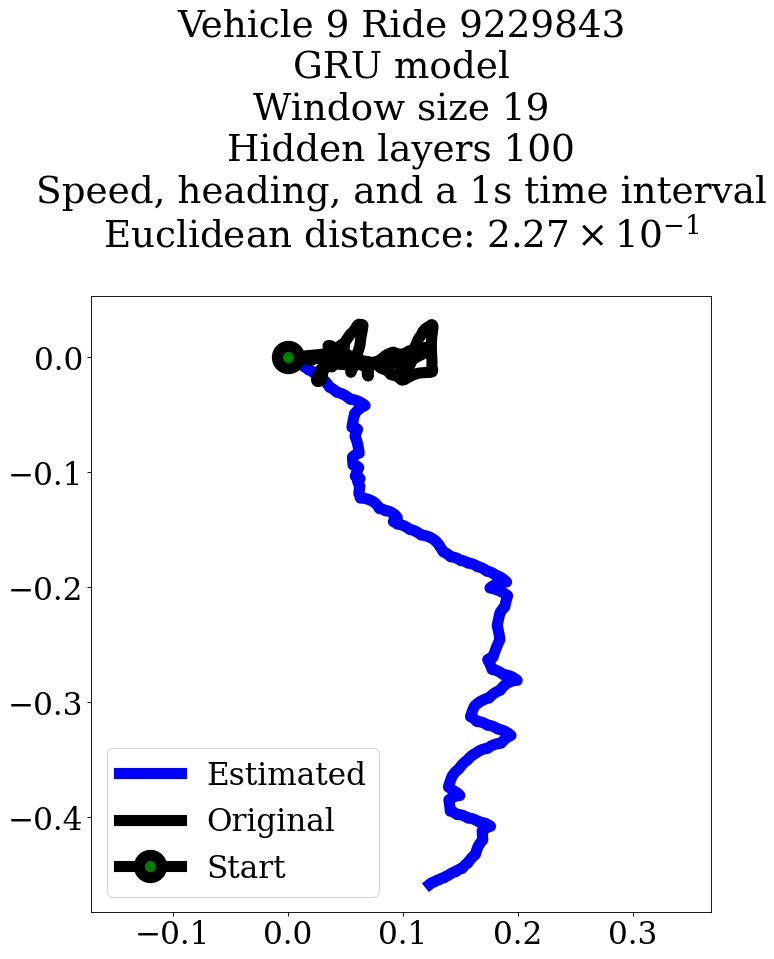 Vehicle 9 Ride 9229843
GRU model
Window size 19
Hidden layers 100
Speed, heading, and a 1s time interval
Euclidean distance: 2.27 × 10⁻¹
0.0
−0.1
−0.2
−0.3
−0.4
Estimated
Original
Start
−0.1 0.0 0.1 0.2 0.3